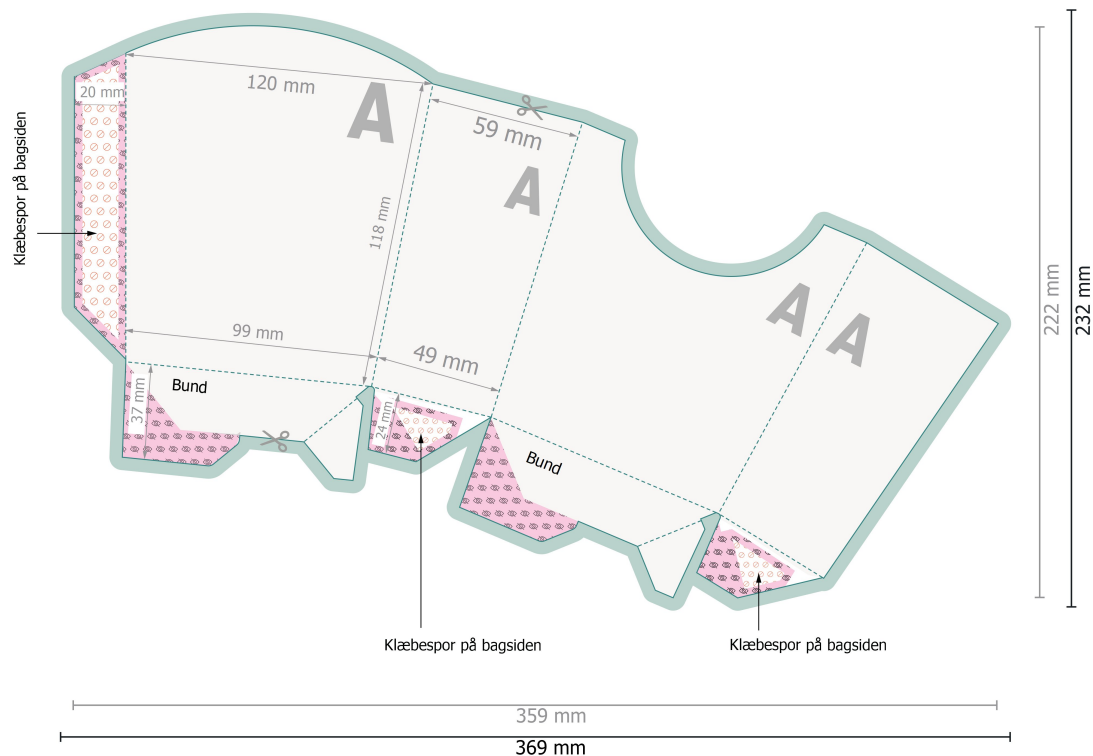 120 mm
20 mm
A
59 mm
A
Klæbespor på bagsiden
118 mm
222 mm
232 mm
A
A
99 mm
49 mm
Bund
37 mm
24 mm
Bund
Klæbespor på bagsiden
Klæbespor på bagsiden
359 mm
369 mm